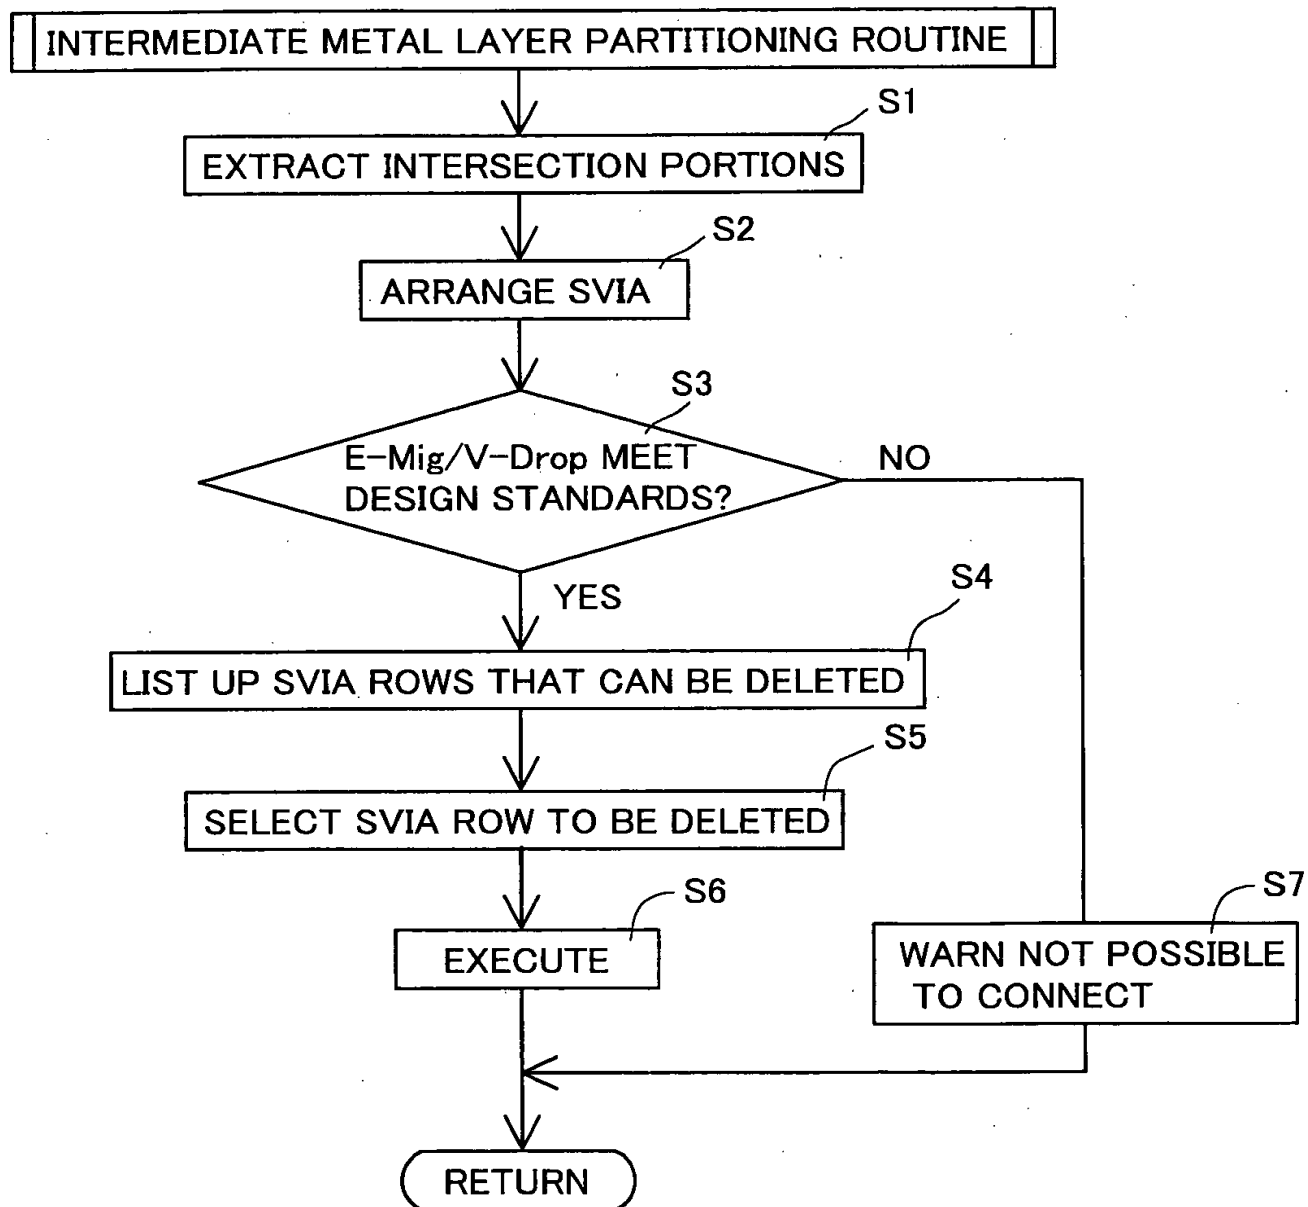 INTERMEDIATE METAL LAYER PARTITIONING ROUTINE
S1
EXTRACT INTERSECTION PORTIONS
S2
ARRANGE SVIA
S3
E-Mig/V-Drop MEET
DESIGN STANDARDS?
NO
YES
S4
LIST UP SVIA ROWS THAT CAN BE DELETED
S5
SELECT SVIA ROW TO BE DELETED
S6
EXECUTE
S7
WARN NOT POSSIBLE
TO CONNECT
RETURN